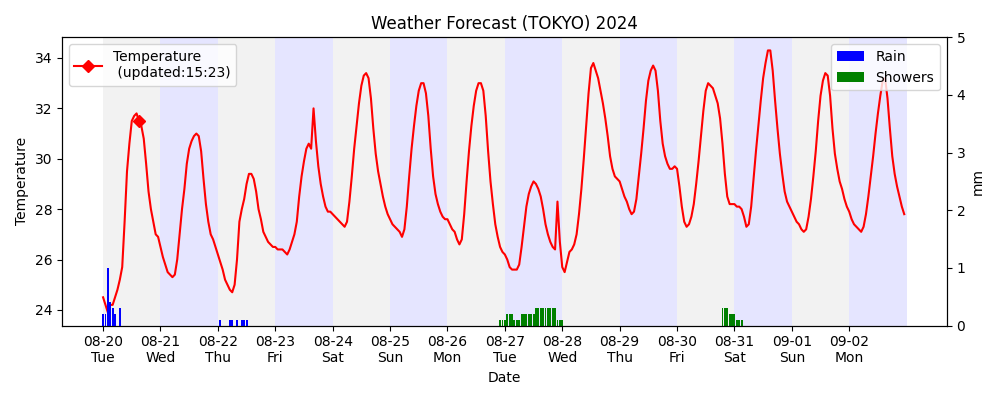 Weather Forecast (TOKYO) 2024
Temperature
(updated:15:23)
Rain
Showers
Temperature
34
32
30
28
26
24
5
4
3
2
1
0
mm
08-20 08-21 08-22 08-23 08-24 08-25 08-26 08-27 08-28 08-29 08-30 08-31 09-01 09-02
Tue Wed Thu Fri Sat Sun Mon Tue Wed Thu Fri Sat Sun Mon
Date